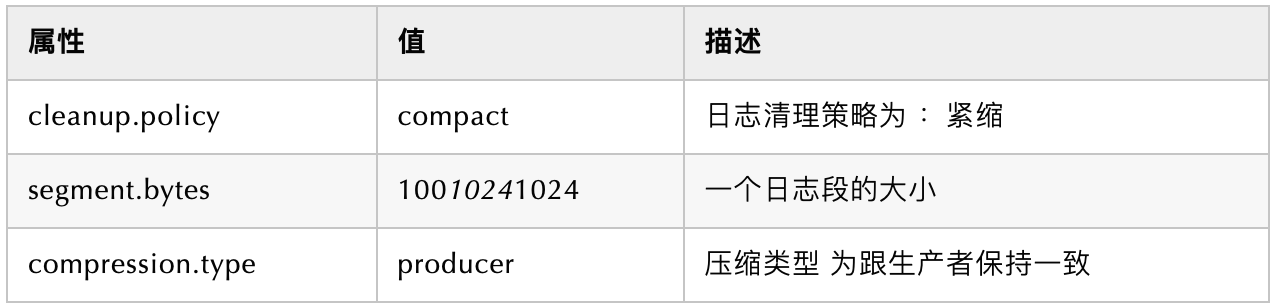 属性 值 描述
cleanup.policy compact 日志清理策略为 ： 紧缩
segment.bytes 10010241024 一个日志段的大小
compression.type producer 压缩类型 为跟生产者保持一致